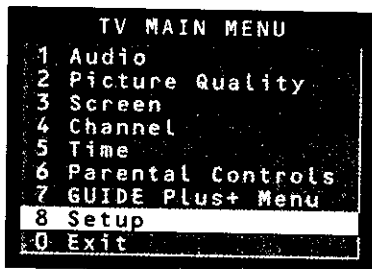 TV MAIN MENU
1 Audio
2 Picture Quality
3 Screen
4 Channel
5 Time
6 Parental Controls
7 GUIDE Plus+ Menu
8 Setup
0 Exit